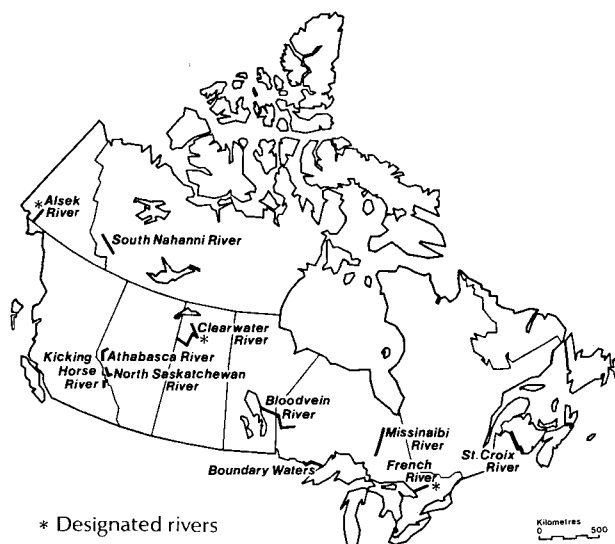 * Alsek
River
South Nahanni River
Clearwater
River
*
Kicking
Horse
River
Athabasca River
North Saskatchewan
River
Bloodvein
River
Missinaibi
River
Boundary Waters
French
River
*
St. Croix
River
* Designated rivers
Kilometres
0 500